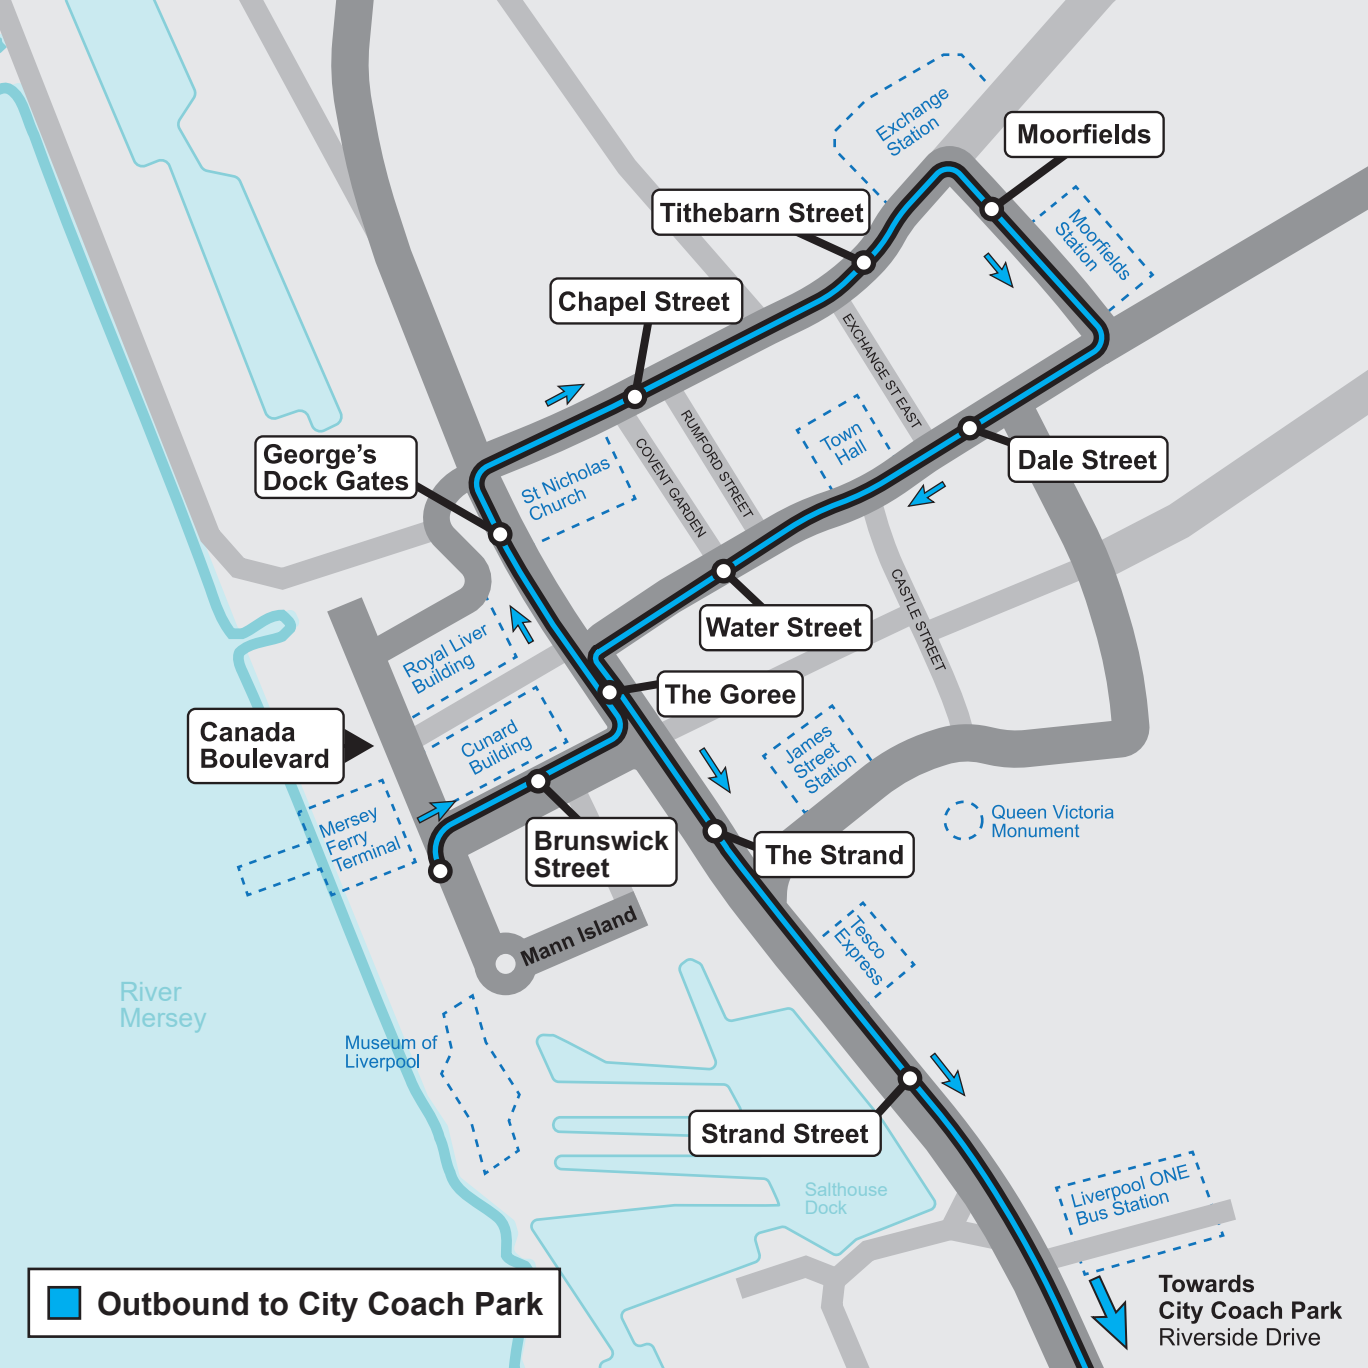 Exchange
Station
Moorfields
Tithebarn Street
Moorfields
Station
Chapel Street
EXCHANGE ST EAST
George's
Dock Gates
St Nicholas
Church
COVENT GARDEN
RUMFORD STREET
Town
Hall
Dale Street
CASTLE STREET
Water Street
Royal Liver
Building
The Goree
Canada
Boulevard
Cunard
Building
James
Street
Station
Mersey
Ferry
Terminal
Brunswick
Street
The Strand
Queen Victoria
Monument
Mann Island
Tesco
Express
River
Mersey
Museum of
Liverpool
Strand Street
Salthouse
Dock
Liverpool ONE
Bus Station
Outbound to City Coach Park
Towards
City Coach Park
Riverside Drive